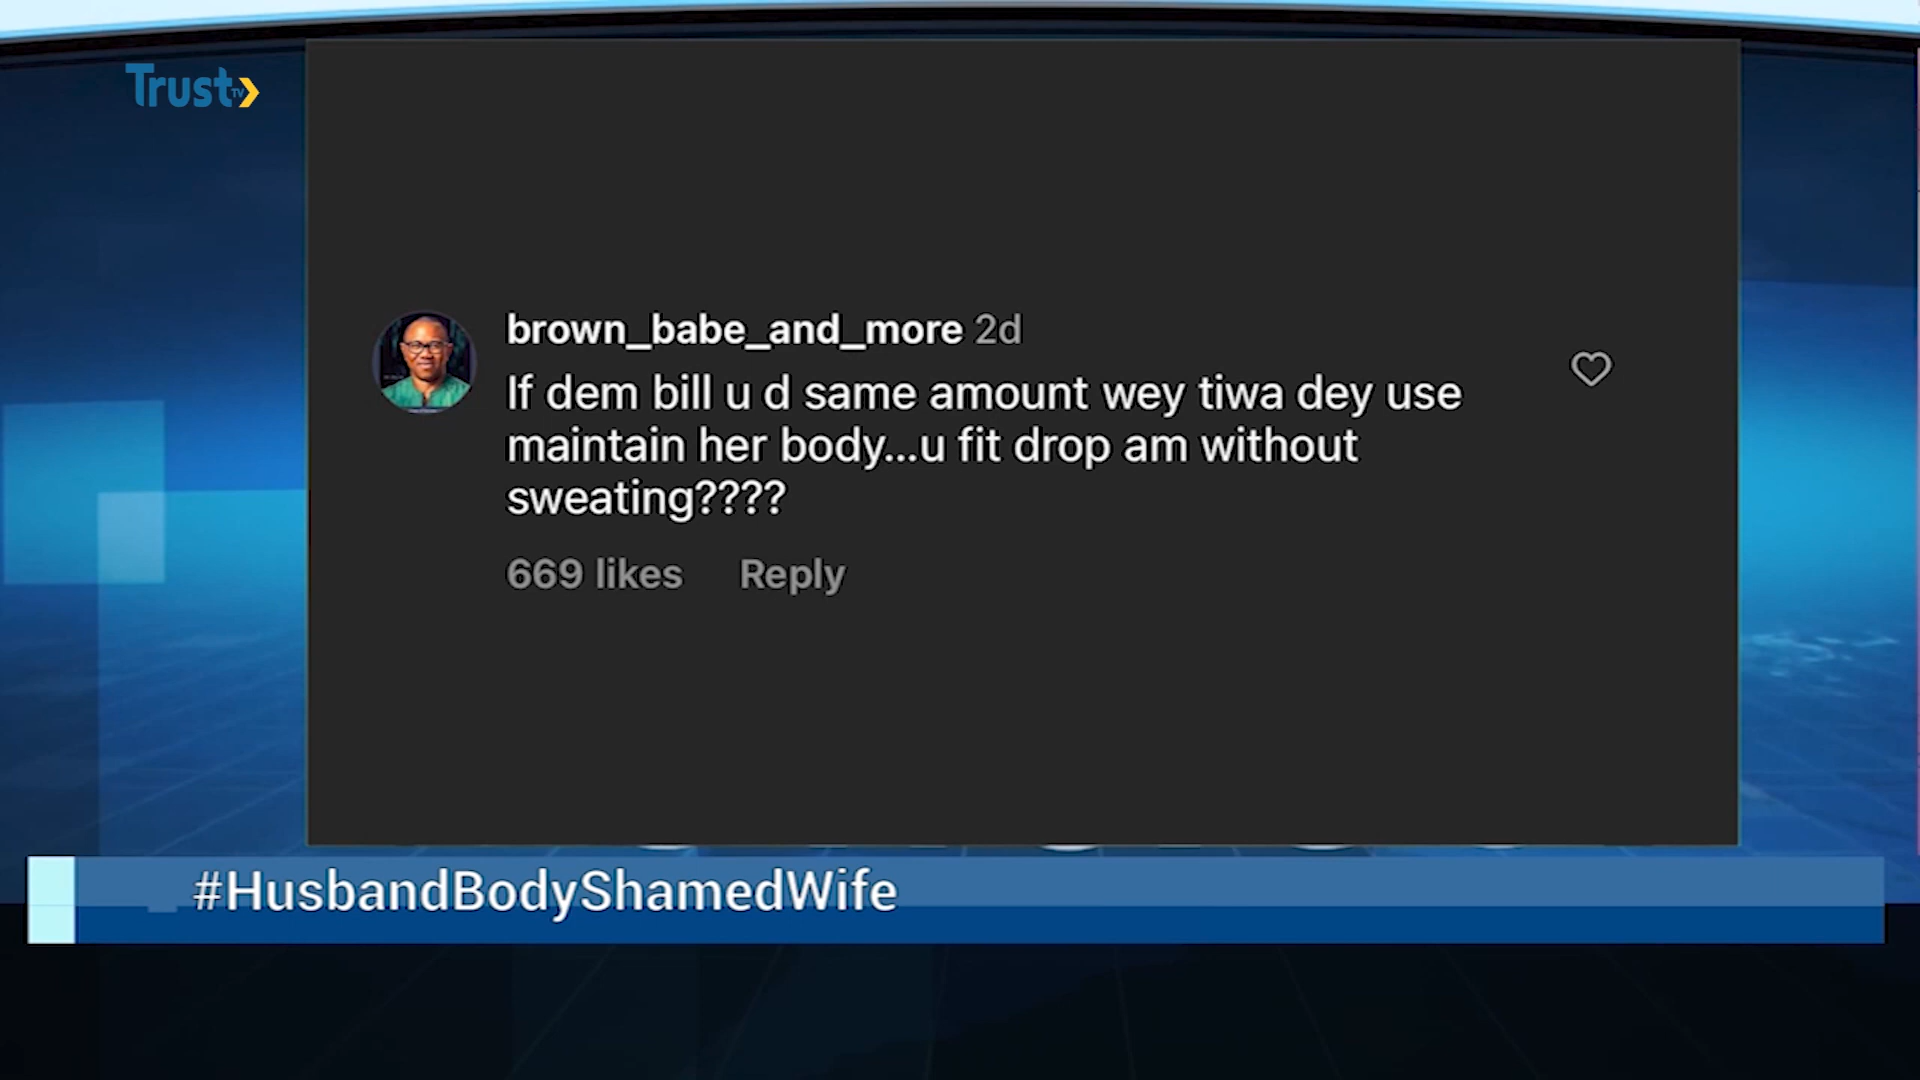 Trust TV
brown_babe_and_more 2d
If dem bill u d same amount wey tiwa dey use
maintain her body...u fit drop am without
sweating????
669 likes Reply
#HusbandBodyShamedWife